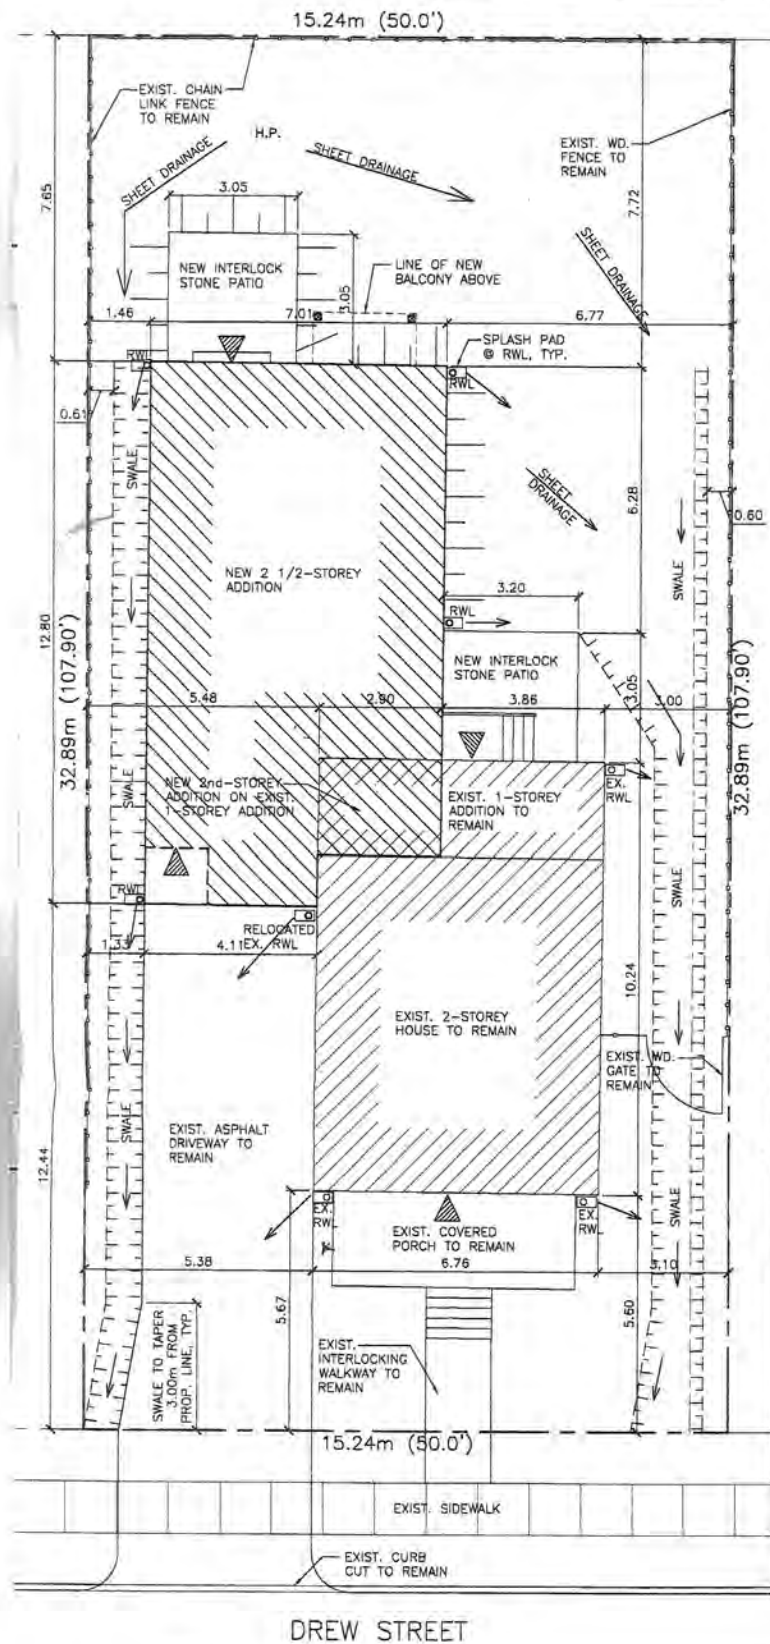 15.24m (50.0')
EXIST. CHAIN
LINK FENCE
TO REMAIN
H.P.
SHEET DRAINAGE
SHEET DRAINAGE
EXIST. WD.
FENCE TO
REMAIN
7.65
7.72
3.05
SHEET DRAINAGE
NEW INTERLOCK
STONE PATIO
3.05
LINE OF NEW
BALCONY ABOVE
1.46
7.01
6.77
SPLASH PAD
@ RWL, TYP.
RWL
RWL
0.61
SWALE
SHEET
DRAINAGE
6.28
0.60
SWALE
NEW 2 1/2-STOREY
ADDITION
3.20
RWL
12.80
32.89m (107.90')
NEW INTERLOCK
STONE PATIO
3.05
32.89m (107.90')
5.48
2.90
3.86
3.00
SWALE
NEW 2nd-STOREY
ADDITION ON EXIST.
1-STOREY ADDITION
EXIST. 1-STOREY
ADDITION TO
REMAIN
EX.
RWL
SWALE
RWL
RELOCATED
EX. RWL
1.33
4.11
10.24
EXIST. 2-STOREY
HOUSE TO REMAIN
EXIST. WD.
GATE TO
REMAIN
SWALE
EXIST. ASPHALT
DRIVEWAY TO
REMAIN
12.44
EX.
RWL
EXIST. COVERED
PORCH TO REMAIN
EX.
RWL
SWALE
5.38
6.76
3.10
5.67
5.60
SWALE TO TAPER
3.00m FROM
PROP. LINE, TYP.
EXIST.
INTERLOCKING
WALKWAY TO
REMAIN
15.24m (50.0')
EXIST. SIDEWALK
EXIST. CURB
CUT TO REMAIN
DREW STREET